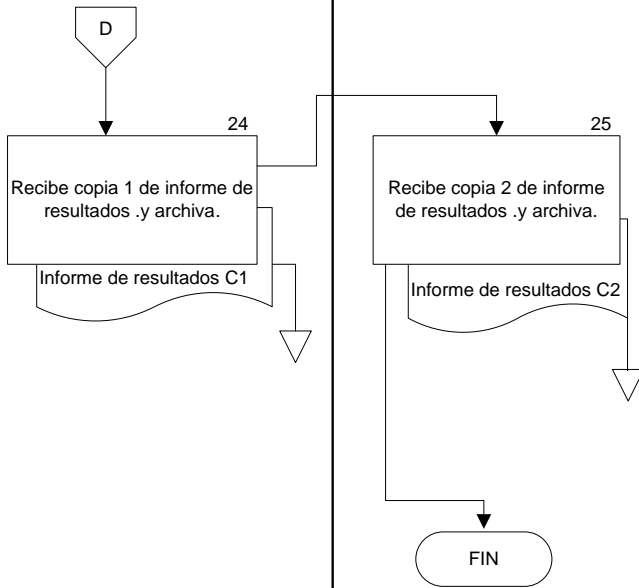 D
24
Recibe copia 1 de informe de
resultados .y archiva.
Informe de resultados C1
25
Recibe copia 2 de informe
de resultados .y archiva.
Informe de resultados C2
FIN